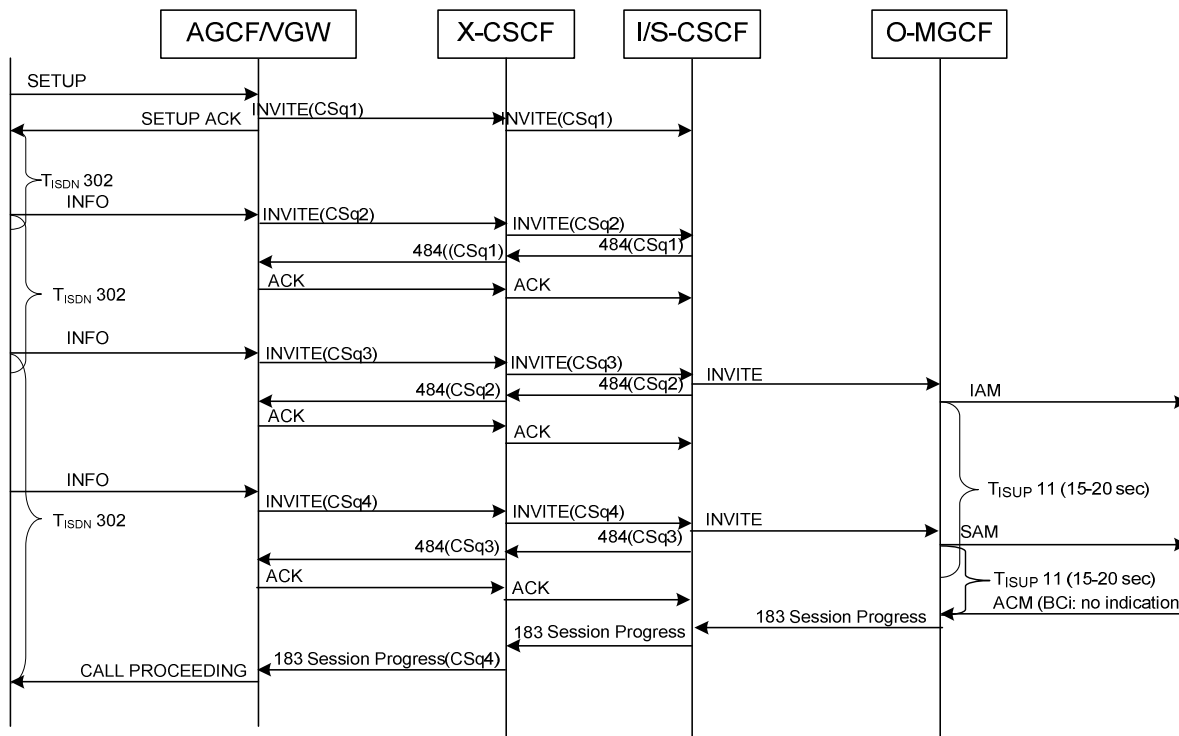 AGCF/VGW
X-CSCF
I/S-CSCF
O-MGCF
SETUP
INVITE(CSq1)
SETUP ACK
INVITE(CSq1)
TISDN 302
INFO
INVITE(CSq2)
INVITE(CSq2)
484((CSq1)
484(CSq1)
ACK
ACK
TISDN 302
INFO
INVITE(CSq3)
INVITE(CSq3)
INVITE
484(CSq2)
484(CSq2)
IAM
ACK
ACK
INFO
TISUP 11 (15-20 sec)
INVITE(CSq4)
INVITE(CSq4)
INVITE
TISDN 302
SAM
484(CSq3)
484(CSq3)
ACK
ACK
TISUP 11 (15-20 sec)
ACM (BCi: no indication
183 Session Progress
183 Session Progress
183 Session Progress(CSq4)
CALL PROCEEDING